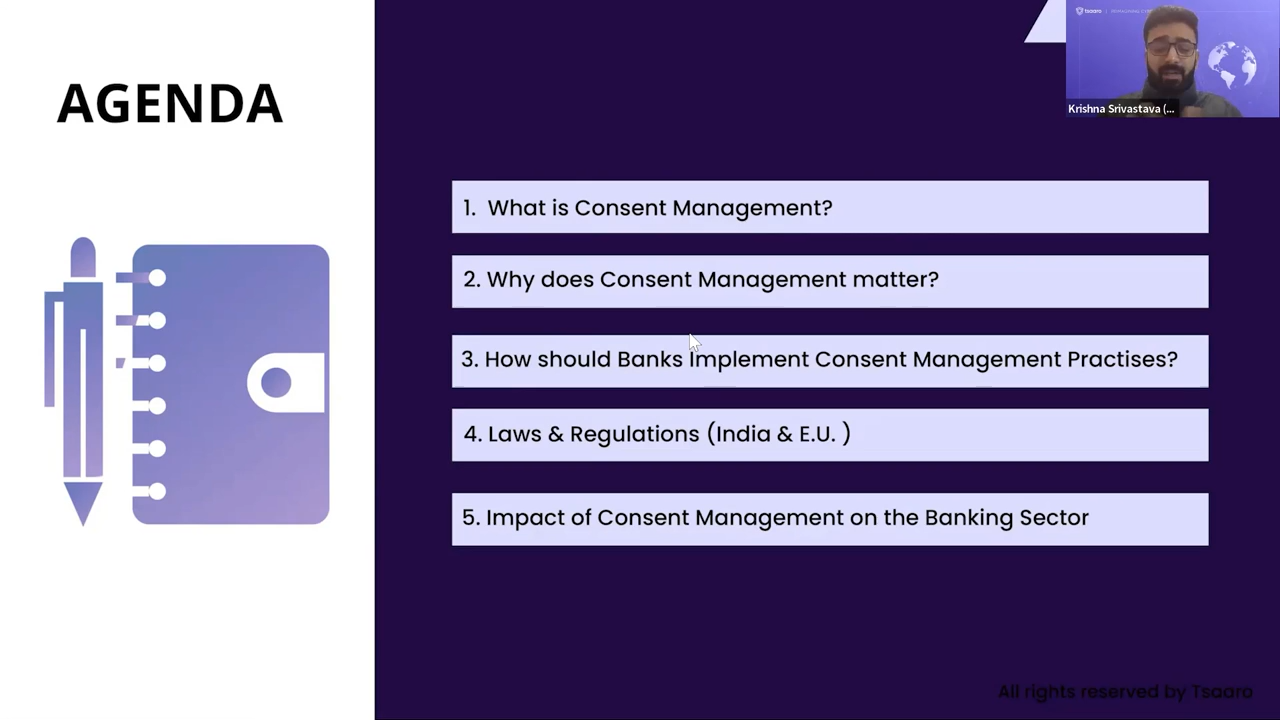 AGENDA
tsaaro
Krishna Srivastava (...
1. What is Consent Management?
2. Why does Consent Management matter?
3. How should Banks Implement Consent Management Practises?
4. Laws & Regulations (India & E.U. )
5. Impact of Consent Management on the Banking Sector
All rights reserved by Tsaaro